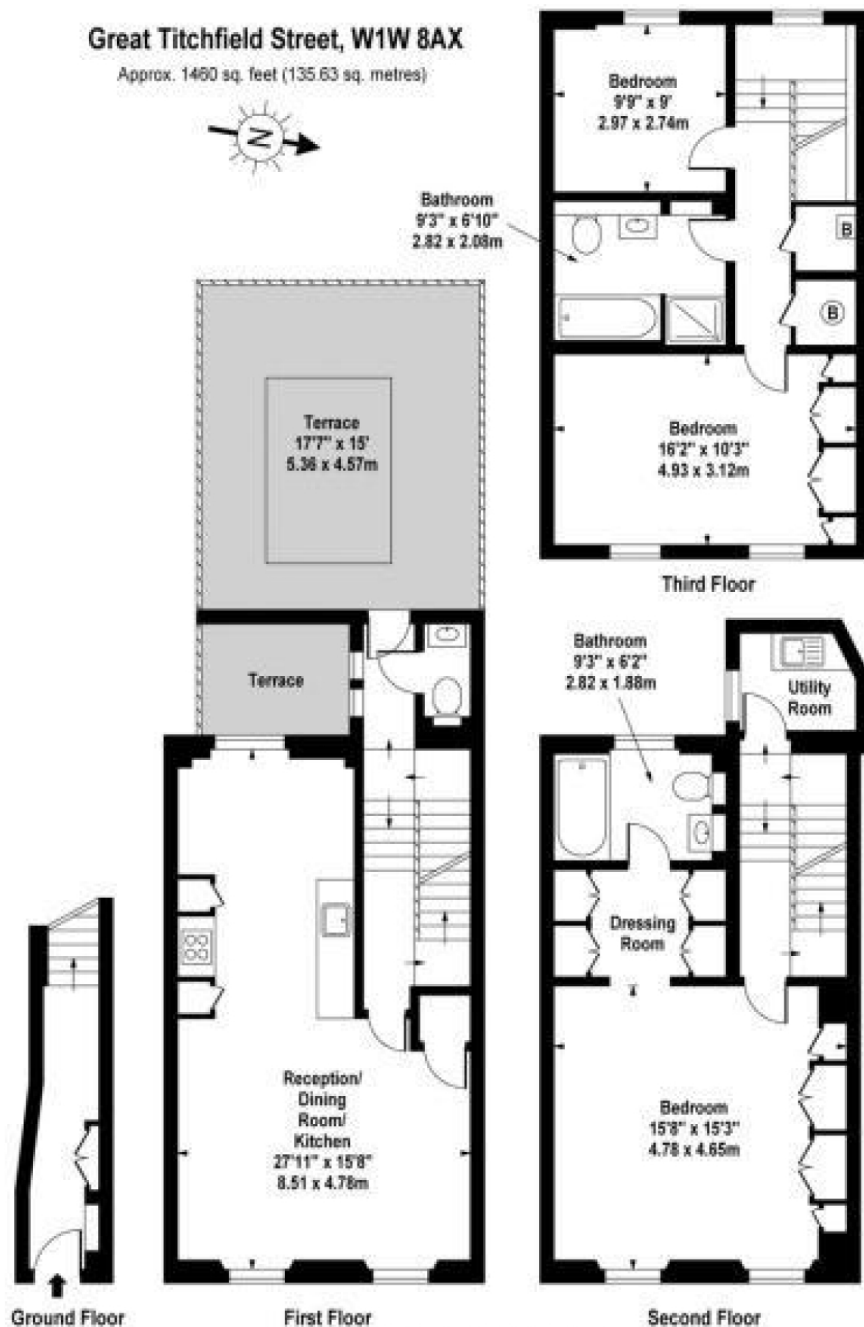 Great Titchfield Street, W1W 8AX
Approx. 1460 sq. feet (135.63 sq. metres)
N
Bedroom
9'9" x 9'
2.97 x 2.74m
Bathroom
9'3" x 6'10"
2.82 x 2.08m
B
B
Bedroom
16'2" x 10'3"
4.93 x 3.12m
Third Floor
Terrace
17'7" x 15'
5.36 x 4.57m
Terrace
Reception/
Dining
Room/
Kitchen
27'11" x 15'8"
8.51 x 4.78m
Bathroom
9'3" x 6'2"
2.82 x 1.88m
Utility
Room
Dressing
Room
Bedroom
15'8" x 15'3"
4.78 x 4.65m
Ground Floor
First Floor
Second Floor